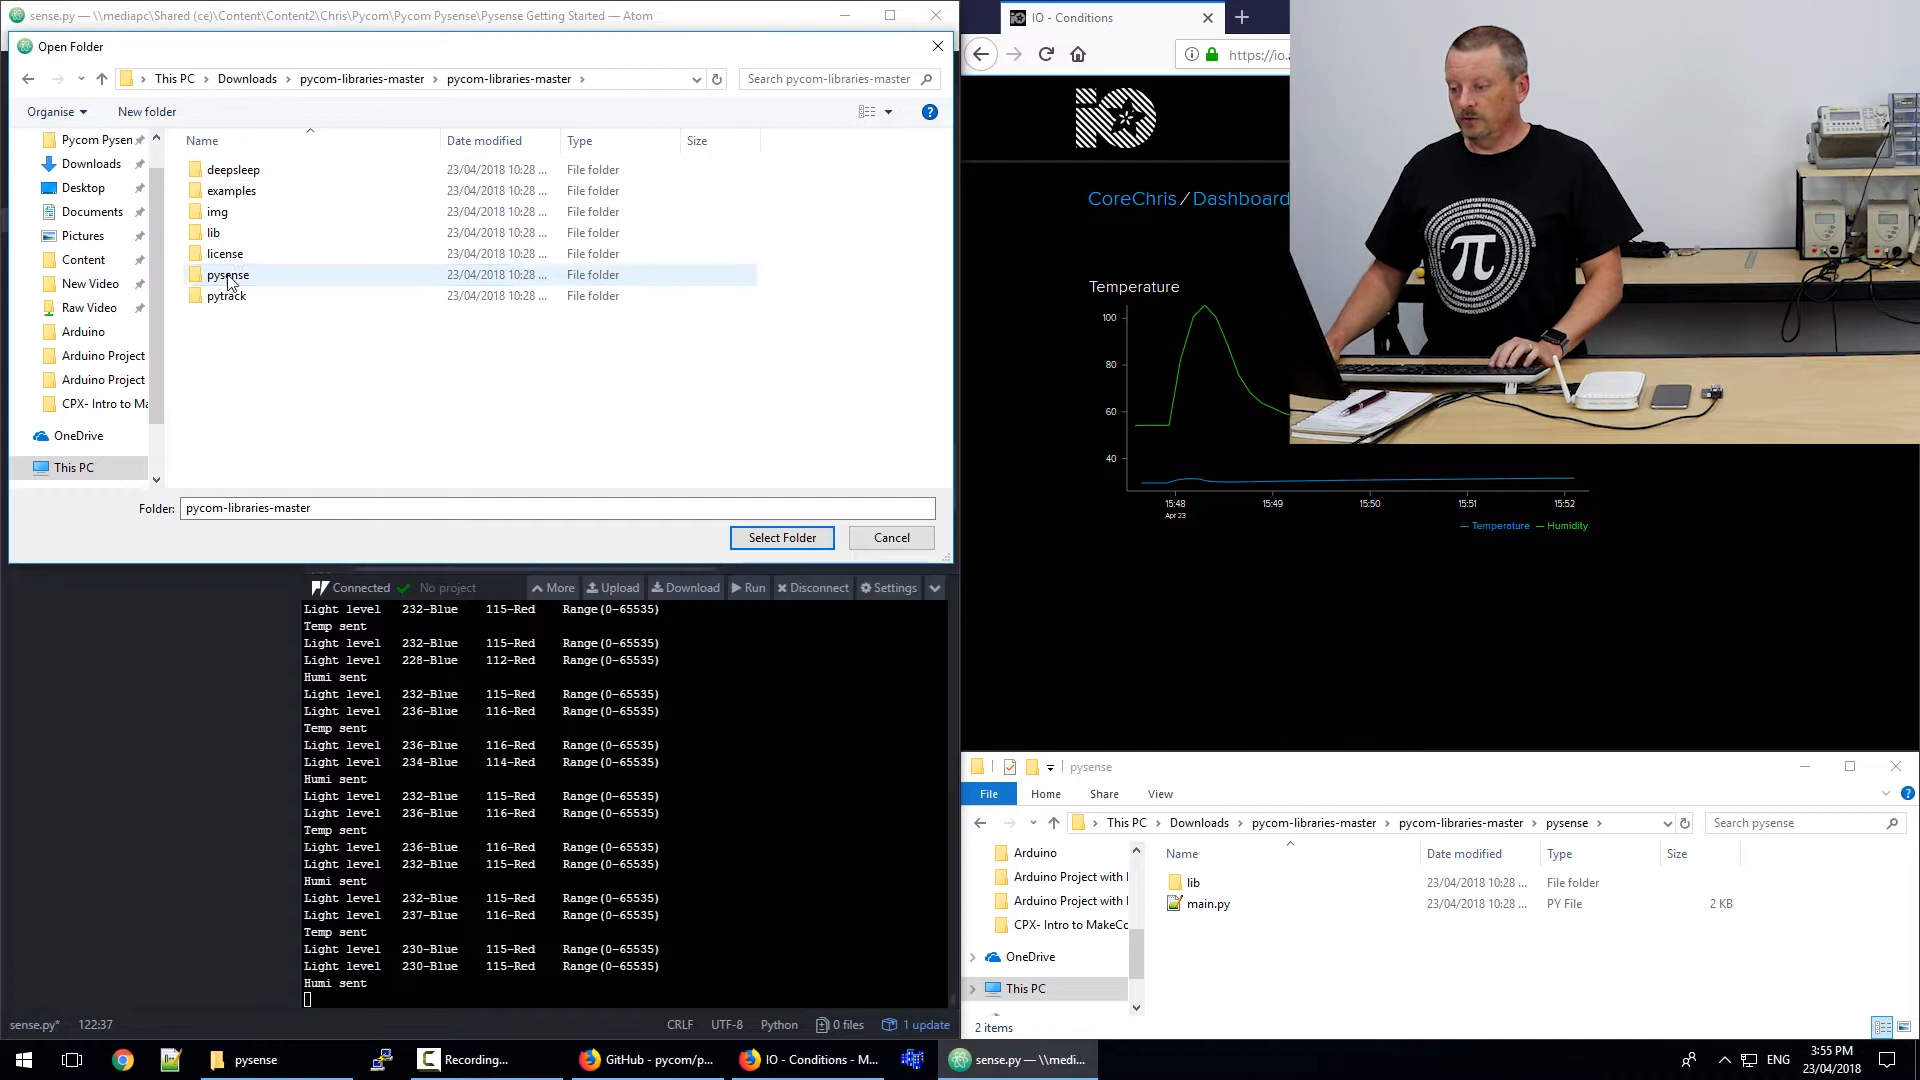 sense.py — \\mediapc\Shared (ce)\Content\Content2\Chris\Pycom\Pycom Pysense\Pysense Getting Started — Atom
Open Folder
This PC > Downloads > pycom-libraries-master > pycom-libraries-master >
Search pycom-libraries-master
Organise
New folder
?
Name
Date modified
Type
Size
Pycom Pysen
Downloads
Desktop
Documents
Pictures
Content
New Video
Raw Video
Arduino
Arduino Project
Arduino Project
CPX- Intro to Ma
OneDrive
This PC
deepsleep 23/04/2018 10:28 ... File folder
examples 23/04/2018 10:28 ... File folder
img 23/04/2018 10:28 ... File folder
lib 23/04/2018 10:28 ... File folder
license 23/04/2018 10:28 ... File folder
pysense 23/04/2018 10:28 ... File folder
pytrack 23/04/2018 10:28 ... File folder
Folder: pycom-libraries-master
Select Folder
Cancel
Connected No project More Upload Download Run Disconnect Settings
Light level 232-Blue 115-Red Range(0-65535)
Temp sent
Light level 232-Blue 115-Red Range(0-65535)
Light level 228-Blue 112-Red Range(0-65535)
Humi sent
Light level 232-Blue 115-Red Range(0-65535)
Light level 236-Blue 116-Red Range(0-65535)
Temp sent
Light level 236-Blue 116-Red Range(0-65535)
Light level 234-Blue 114-Red Range(0-65535)
Humi sent
Light level 232-Blue 115-Red Range(0-65535)
Light level 236-Blue 116-Red Range(0-65535)
Temp sent
Light level 236-Blue 116-Red Range(0-65535)
Light level 232-Blue 115-Red Range(0-65535)
Humi sent
Light level 232-Blue 115-Red Range(0-65535)
Light level 237-Blue 116-Red Range(0-65535)
Temp sent
Light level 230-Blue 115-Red Range(0-65535)
Light level 230-Blue 115-Red Range(0-65535)
Humi sent
sense.py* 122:37
CRLF UTF-8 Python 0 files 1 update
IO - Conditions
https://io.a
iO
CoreChris / Dashboard
π
Temperature
100
80
60
40
15:48 15:49 15:50 15:51 15:52
Apr 23
Temperature Humidity
pysense
File Home Share View
?
This PC > Downloads > pycom-libraries-master > pycom-libraries-master > pysense >
Search pysense
Name Date modified Type Size
Arduino
Arduino Project with I
Arduino Project with I
CPX- Intro to MakeCo
OneDrive
This PC
lib 23/04/2018 10:28 ... File folder
main.py 23/04/2018 10:28 ... PY File 2 KB
2 items
pysense
Recording...
GitHub - pycom/p...
IO - Conditions - M...
sense.py — \\medi...
ENG
3:55 PM
23/04/2018